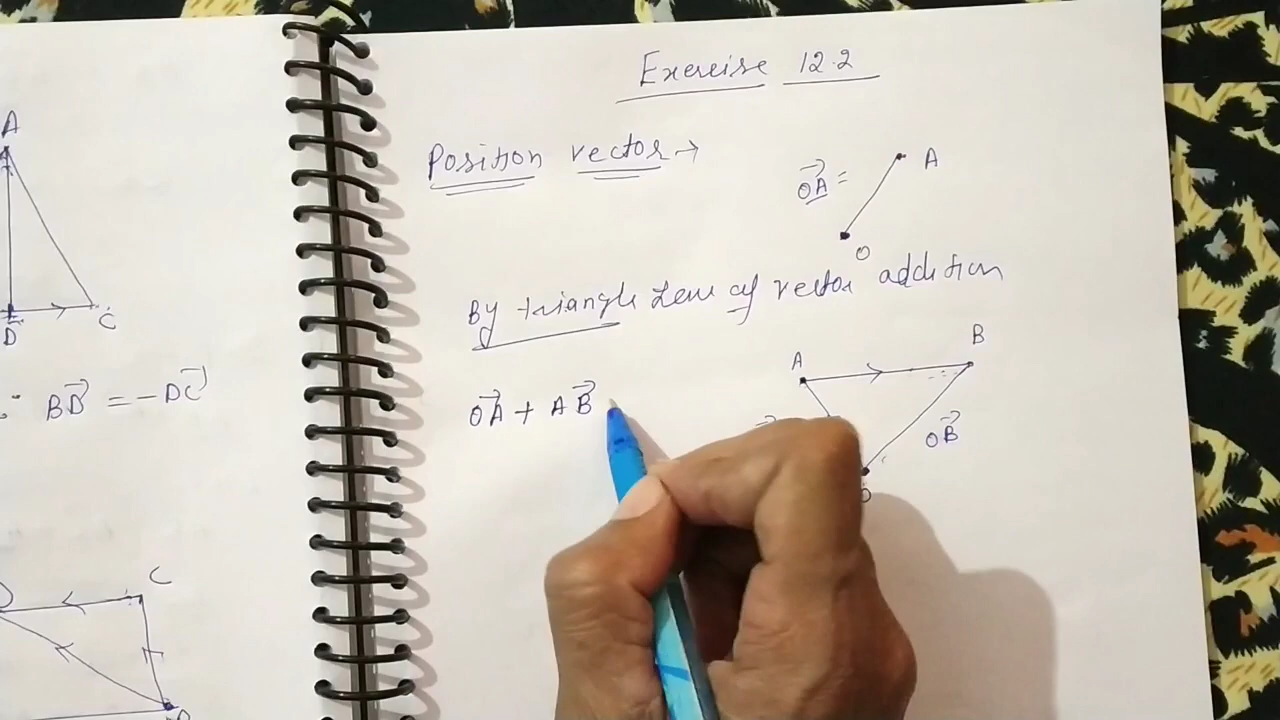 A
D
C
∵ BD⃗ = - DC⃗
C
Exercise 12.2
Position vector →
OA⃗ =
A
O
By triangle Law of vector addition
A
B
OA⃗ + AB⃗
OB⃗
O